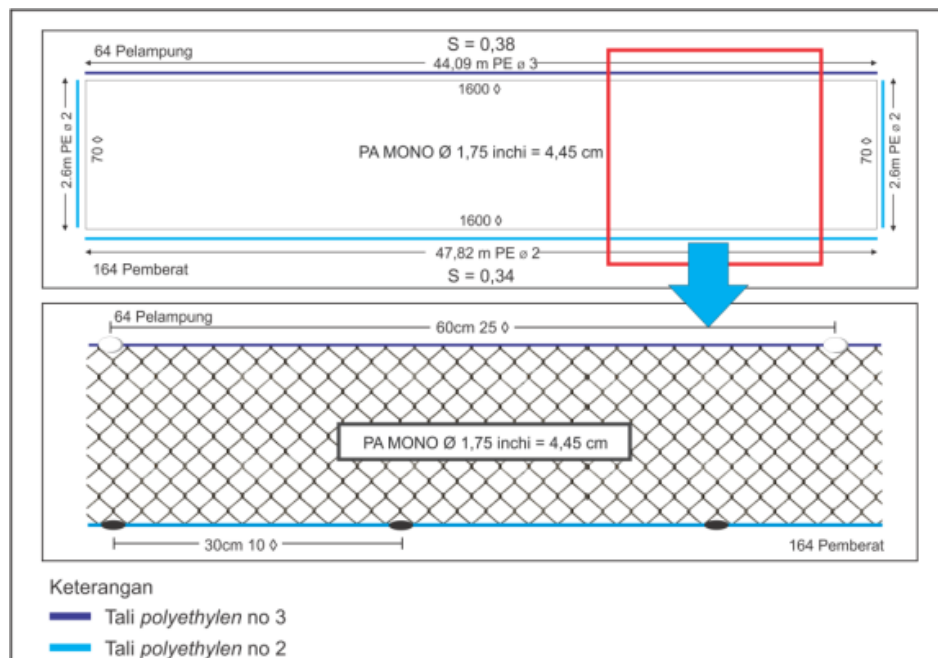 64 Pelampung
S = 0,38
44,09 m PE ø 3
1600 ◊
2.6m PE ø 2
70 ◊
PA MONO Ø 1,75 inchi = 4,45 cm
70 ◊
2.6m PE ø 2
1600 ◊
47,82 m PE ø 2
164 Pemberat
S = 0,34
64 Pelampung
60cm 25 ◊
PA MONO Ø 1,75 inchi = 4,45 cm
30cm 10 ◊
164 Pemberat
Keterangan
Tali polyethylen no 3
Tali polyethylen no 2